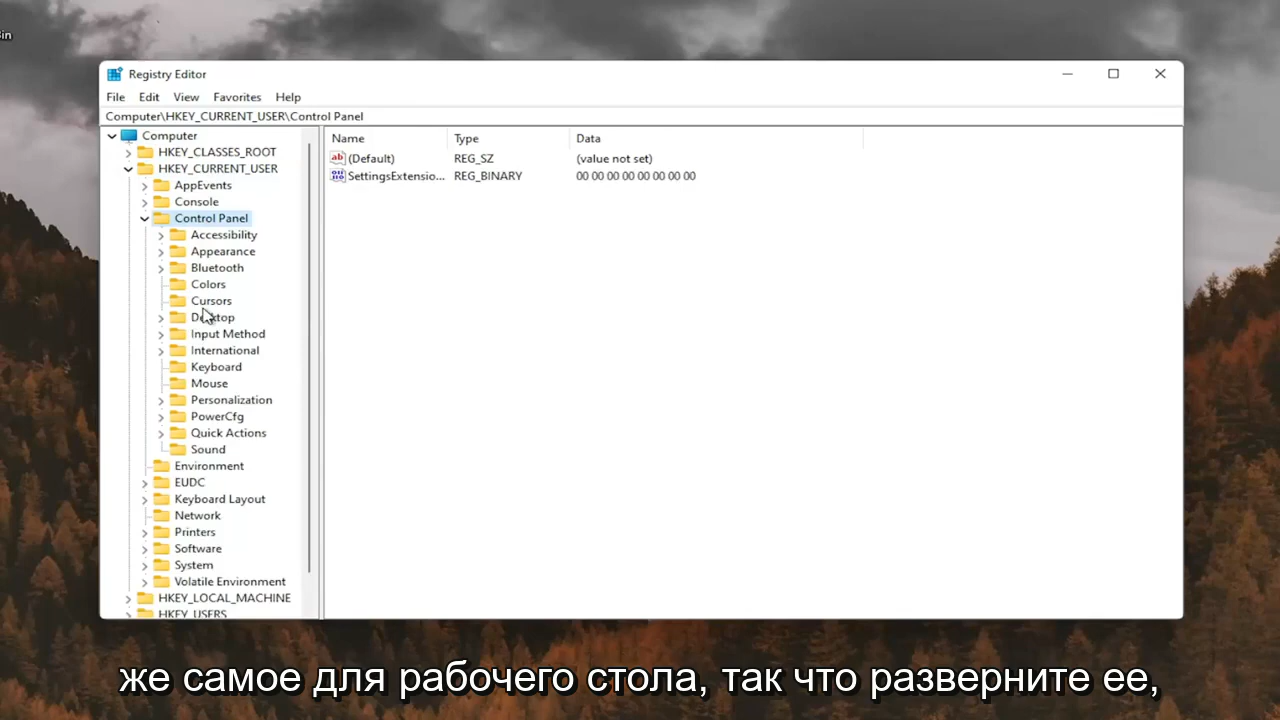 in
Registry Editor
File Edit View Favorites Help
Computer\HKEY_CURRENT_USER\Control Panel
Computer
HKEY_CLASSES_ROOT
HKEY_CURRENT_USER
AppEvents
Console
Control Panel
Accessibility
Appearance
Bluetooth
Colors
Cursors
Desktop
Input Method
International
Keyboard
Mouse
Personalization
PowerCfg
Quick Actions
Sound
Environment
EUDC
Keyboard Layout
Network
Printers
Software
System
Volatile Environment
HKEY_LOCAL_MACHINE
HKEY_USERS
Name Type Data
(Default) REG_SZ (value not set)
SettingsExtensio... REG_BINARY 00 00 00 00 00 00 00 00
же самое для рабочего стола, так что разверните ее,